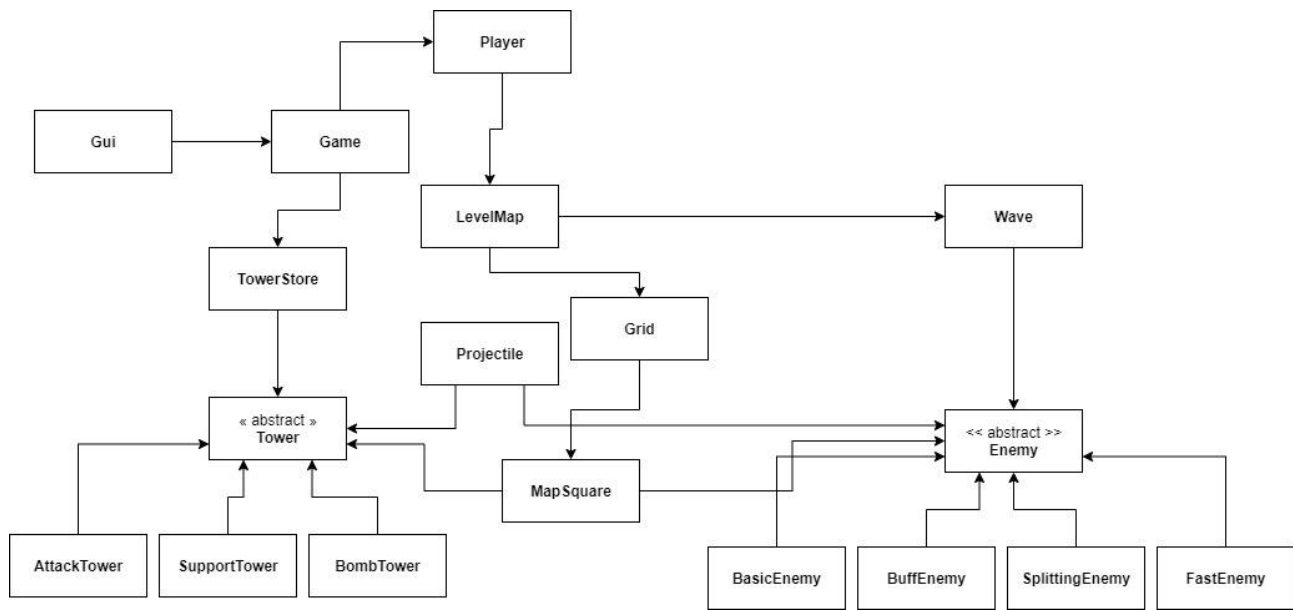 Player
Gui
Game
LevelMap
Wave
TowerStore
Grid
Projectile
« abstract »
Tower
<< abstract >>
Enemy
MapSquare
AttackTower
SupportTower
BombTower
BasicEnemy
BuffEnemy
SplittingEnemy
FastEnemy